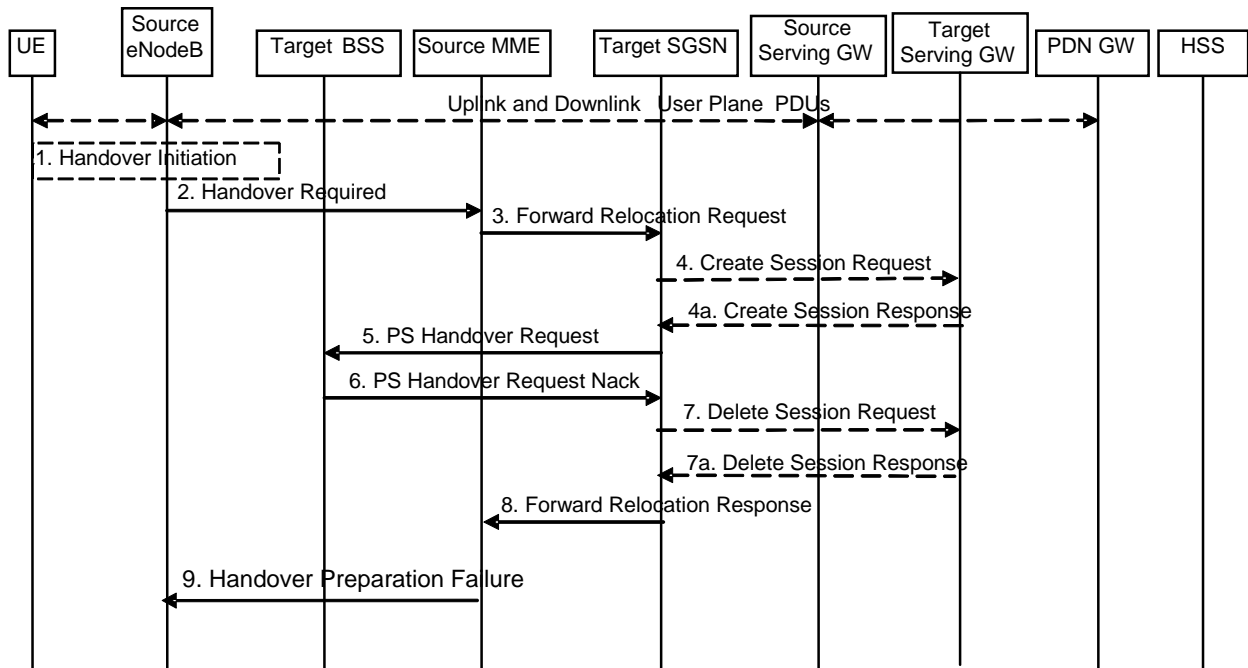 UE
Source
eNodeB
Target BSS
Source MME
Target SGSN
Source
Serving GW
Target
Serving GW
PDN GW
HSS
Uplink and Downlink User Plane PDUs
1. Handover Initiation
2. Handover Required
3. Forward Relocation Request
4. Create Session Request
4a. Create Session Response
5. PS Handover Request
6. PS Handover Request Nack
7. Delete Session Request
7a. Delete Session Response
8. Forward Relocation Response
9. Handover Preparation Failure